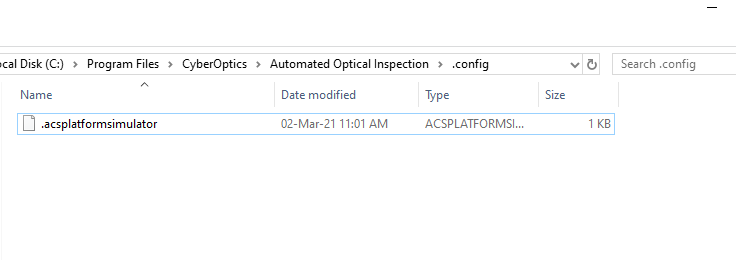 ocal Disk (C:) > Program Files > CyberOptics > Automated Optical Inspection > .config Search .config
Name Date modified Type Size
.acsplatformsimulator 02-Mar-21 11:01 AM ACSPLATFORMSI... 1 KB